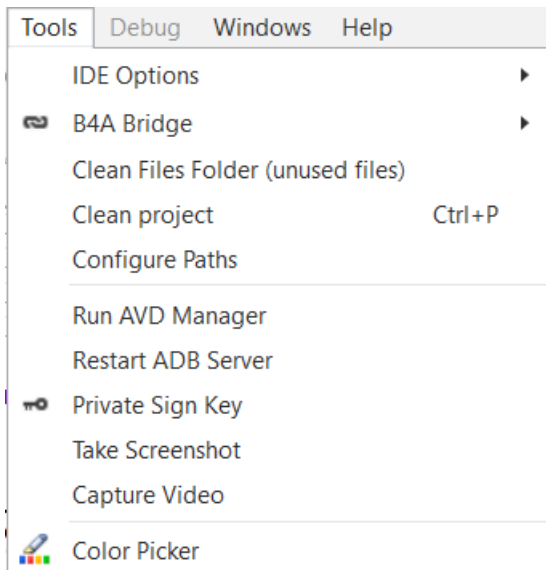 Tools Debug Windows Help
IDE Options
B4A Bridge
Clean Files Folder (unused files)
Clean project Ctrl+P
Configure Paths
Run AVD Manager
Restart ADB Server
Private Sign Key
Take Screenshot
Capture Video
Color Picker